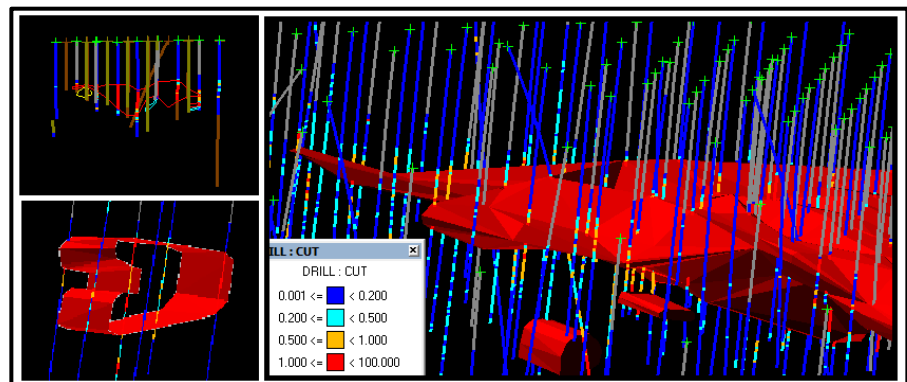 ILL : CUT
DRILL : CUT
0.001 <= < 0.200
0.200 <= < 0.500
0.500 <= < 1.000
1.000 <= < 100.000